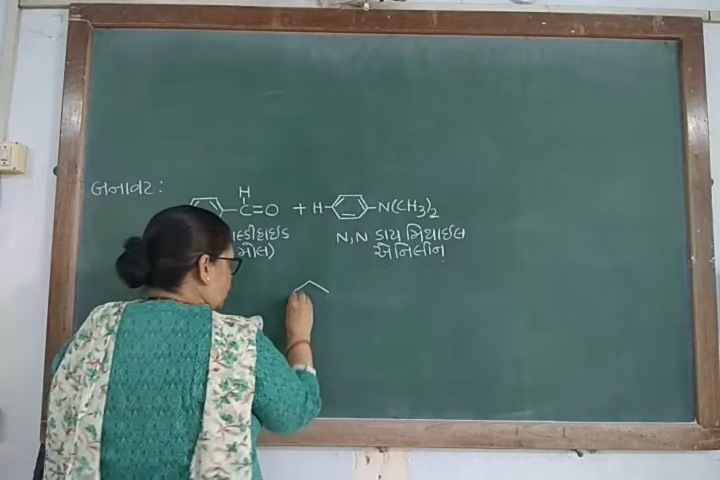 બનાવટ:
H
C=O + H N(CH₃)₂
N,N ડાય મિથાઈલ
એનિલીન
મોલ)